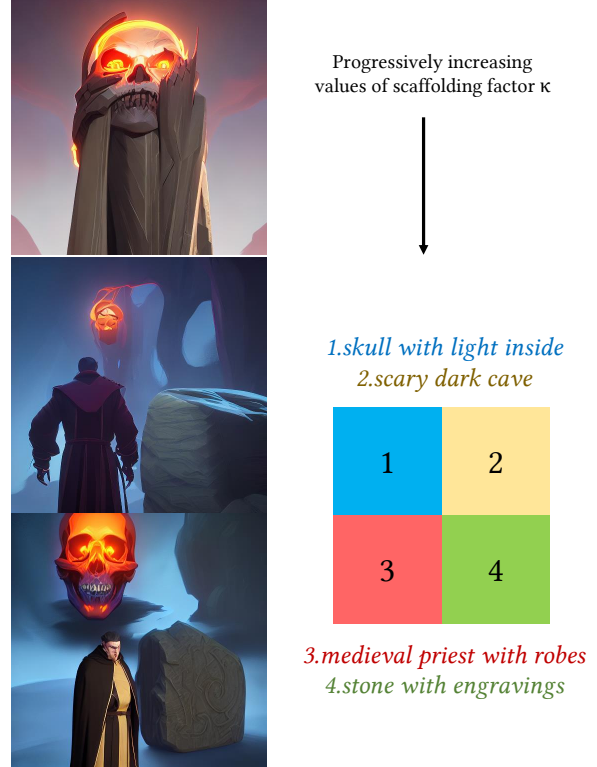 Progressively increasing
values of scaffolding factor κ
1.skull with light inside
2.scary dark cave
1 2
3 4
3.medieval priest with robes
4.stone with engravings